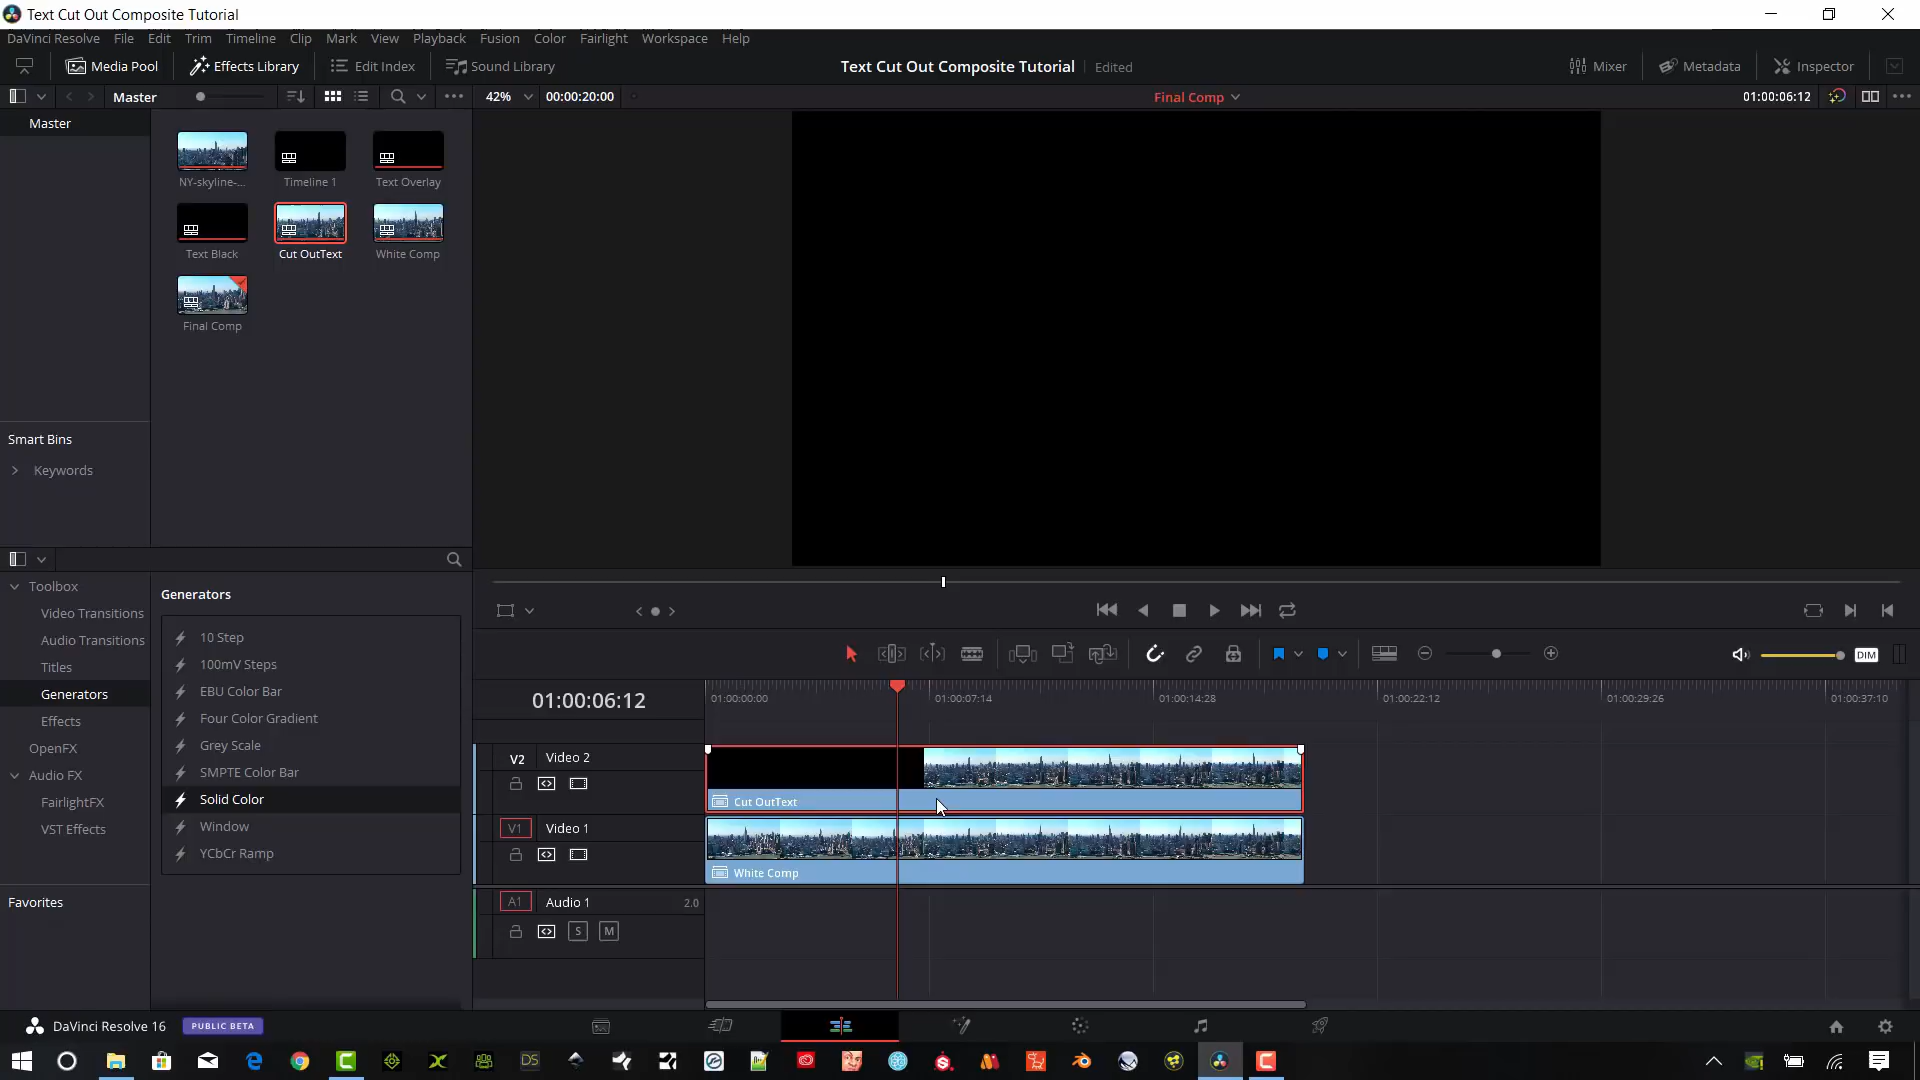 Text Cut Out Composite Tutorial
DaVinci Resolve File Edit Trim Timeline Clip Mark View Playback Fusion Color Fairlight Workspace Help
Media Pool Effects Library Edit Index Sound Library Text Cut Out Composite Tutorial Edited Mixer Metadata Inspector
Master 42% 00:00:20:00 Final Comp 01:00:06:12
Master
NY-skyline-... Timeline 1 Text Overlay
Text Black Cut OutText White Comp
Final Comp
Smart Bins
Keywords
Toolbox
Video Transitions
Audio Transitions
Titles
Generators
Effects
OpenFX
Audio FX
FairlightFX
VST Effects
Favorites
Generators
10 Step
100mV Steps
EBU Color Bar
Four Color Gradient
Grey Scale
SMPTE Color Bar
Solid Color
Window
YCbCr Ramp
DIM
01:00:06:12 01:00:00:00 01:00:07:14 01:00:14:28 01:00:22:12 01:00:29:26 01:00:37:10
V2 Video 2
Cut OutText
V1 Video 1
White Comp
A1 Audio 1 2.0
S M
DaVinci Resolve 16 PUBLIC BETA
DS